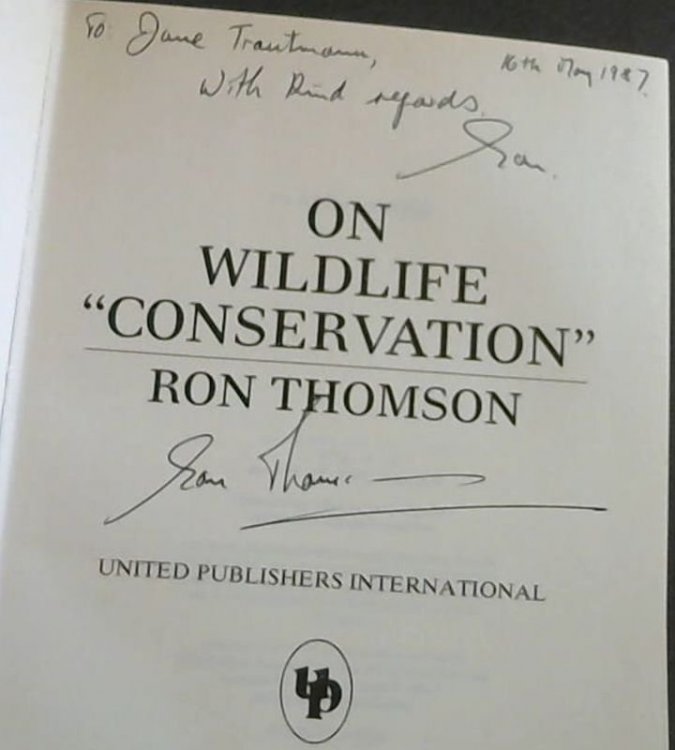 To Jane Trautmann, 16th May 1987.
With kind regards
Ron.
ON
WILDLIFE
“CONSERVATION”
RON THOMSON
Ron Thomson
UNITED PUBLISHERS INTERNATIONAL
up